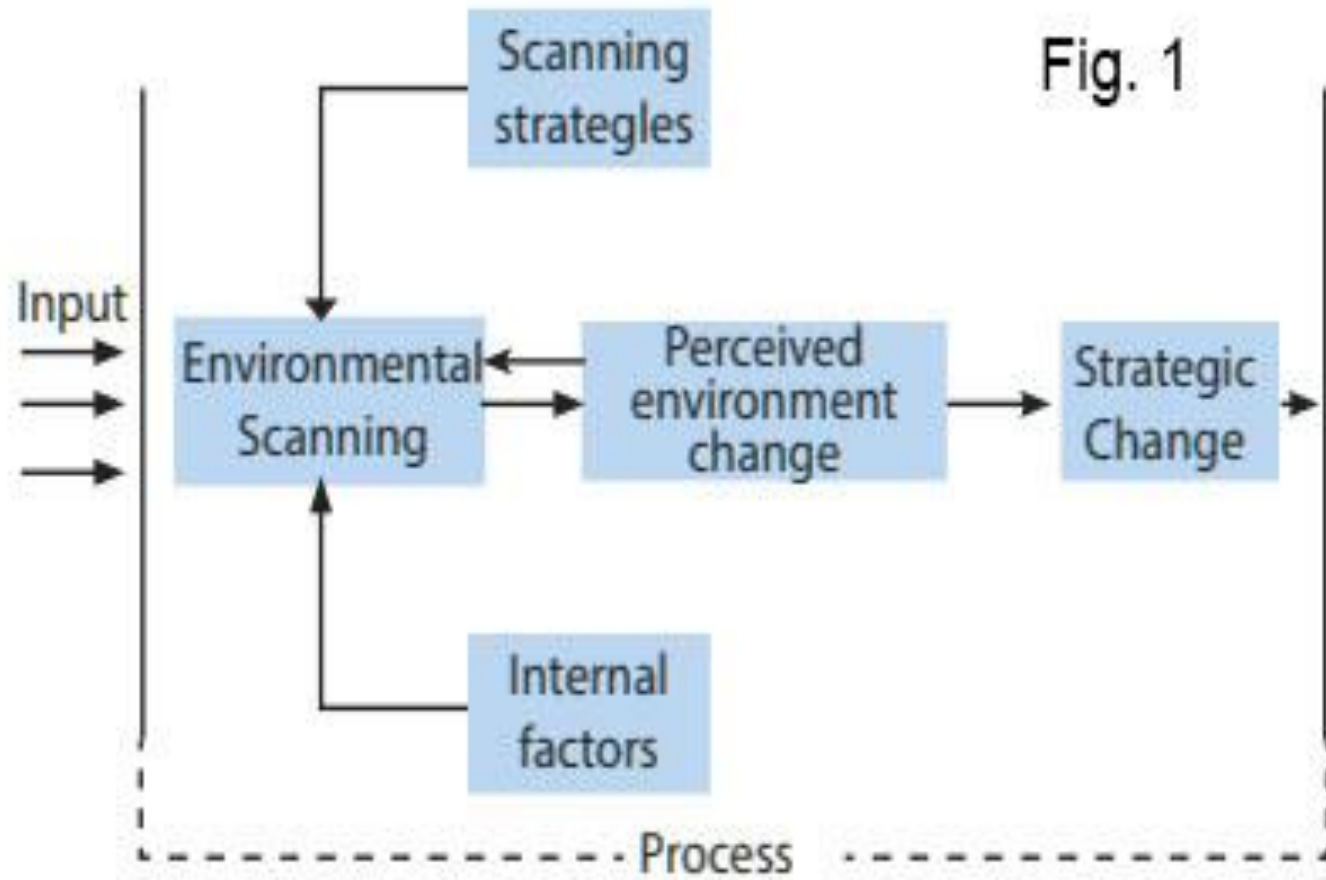 Fig. 1
Scanning
strategles
Input
Environmental
Scanning
Perceived
environment
change
Strategic
Change
Internal
factors
Process